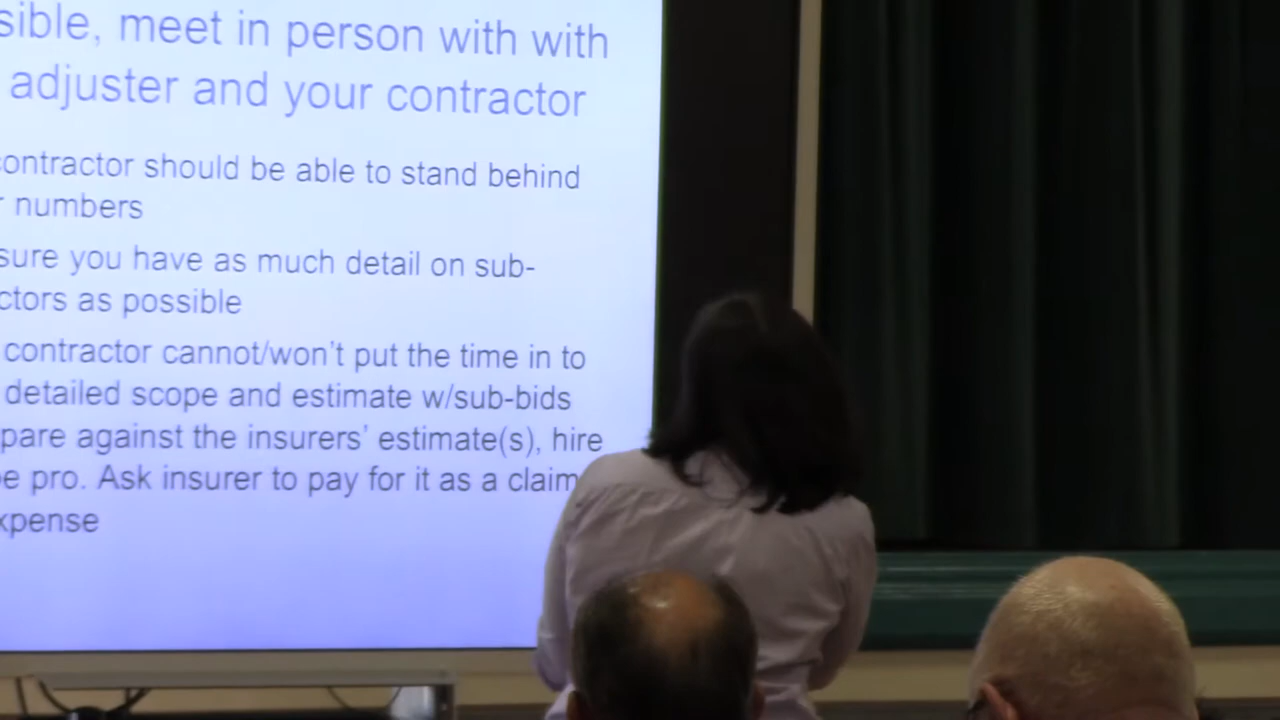 sible, meet in person with with
adjuster and your contractor
contractor should be able to stand behind
r numbers
sure you have as much detail on sub-
ctors as possible
contractor cannot/won't put the time in to
detailed scope and estimate w/sub-bids
pare against the insurers' estimate(s), hire
e pro. Ask insurer to pay for it as a claim
xpense